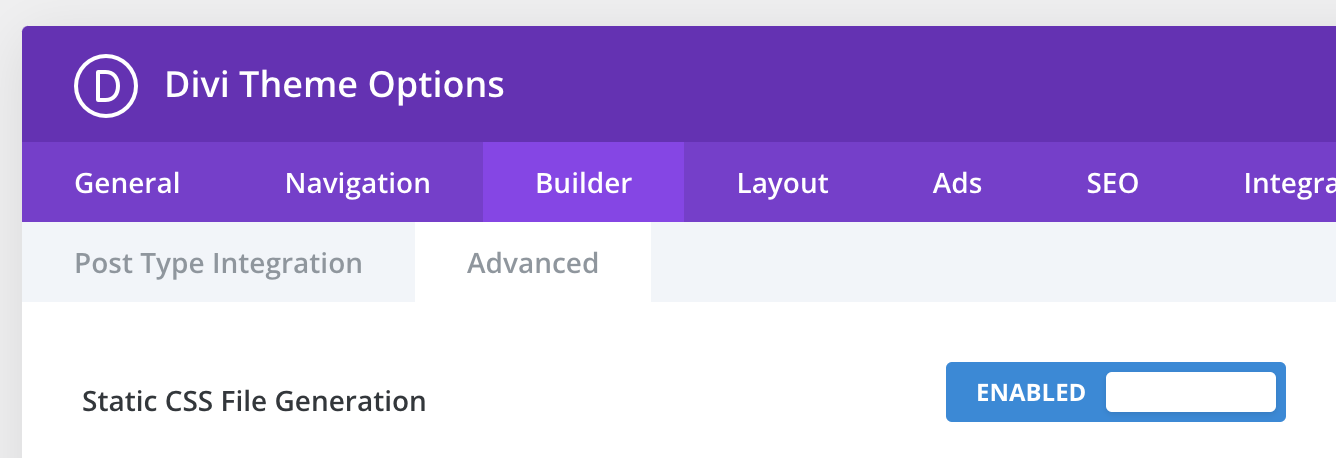 D Divi Theme Options
General Navigation Builder Layout Ads SEO Integra
Post Type Integration Advanced
Static CSS File Generation ENABLED